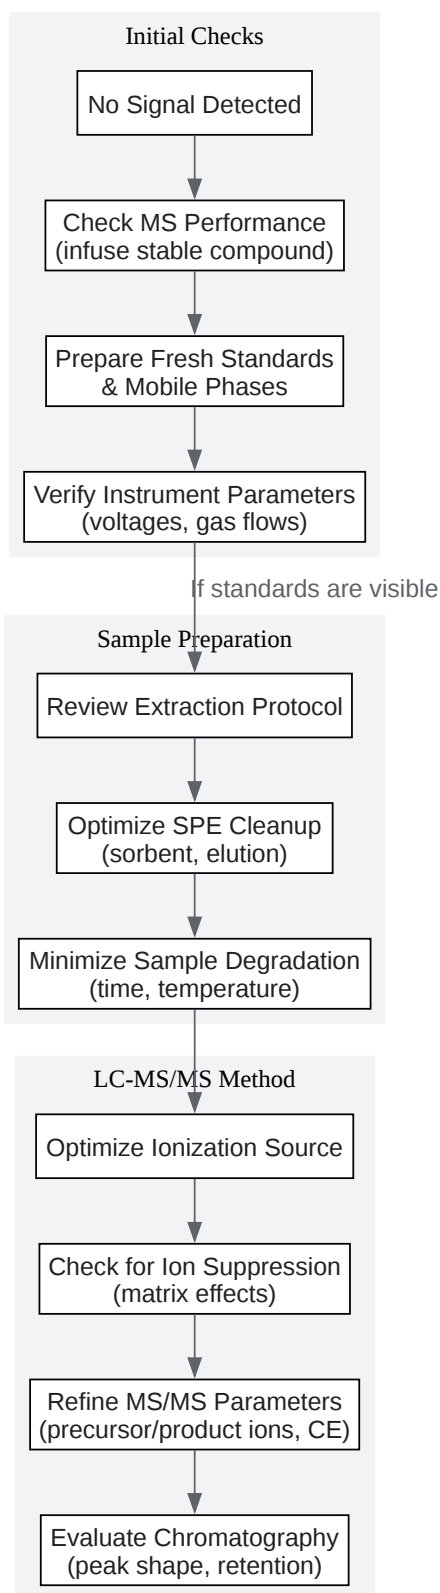 Initial Checks
No Signal Detected
Check MS Performance
(infuse stable compound)
Prepare Fresh Standards
& Mobile Phases
Verify Instrument Parameters
(voltages, gas flows)
If standards are visible
Sample Preparation
Review Extraction Protocol
Optimize SPE Cleanup
(sorbent, elution)
Minimize Sample Degradation
(time, temperature)
LC-MS/MS Method
Optimize Ionization Source
Check for Ion Suppression
(matrix effects)
Refine MS/MS Parameters
(precursor/product ions, CE)
Evaluate Chromatography
(peak shape, retention)